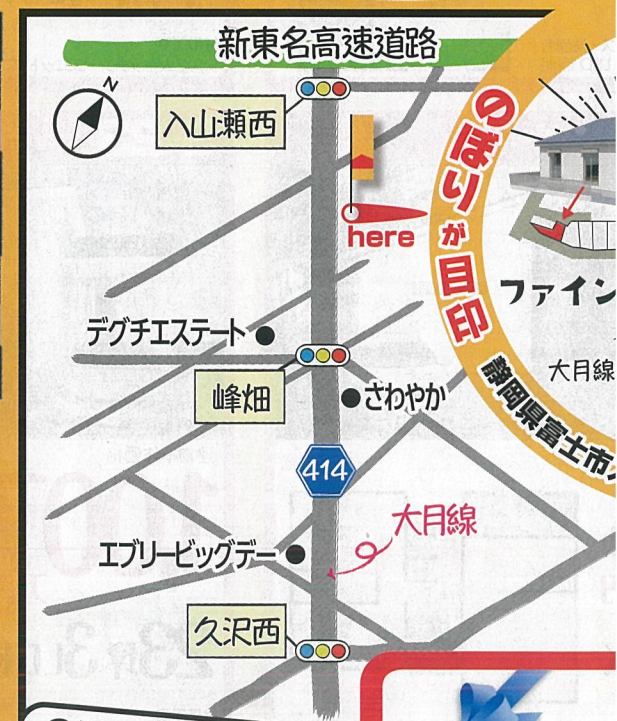 新東名高速道路
N
入山瀬西
here
のぼりが目印
ファイン
大月線
静岡県富士市
デグチエステート
峰畑
さわやか
414
大月線
エブリービッグデー
久沢西